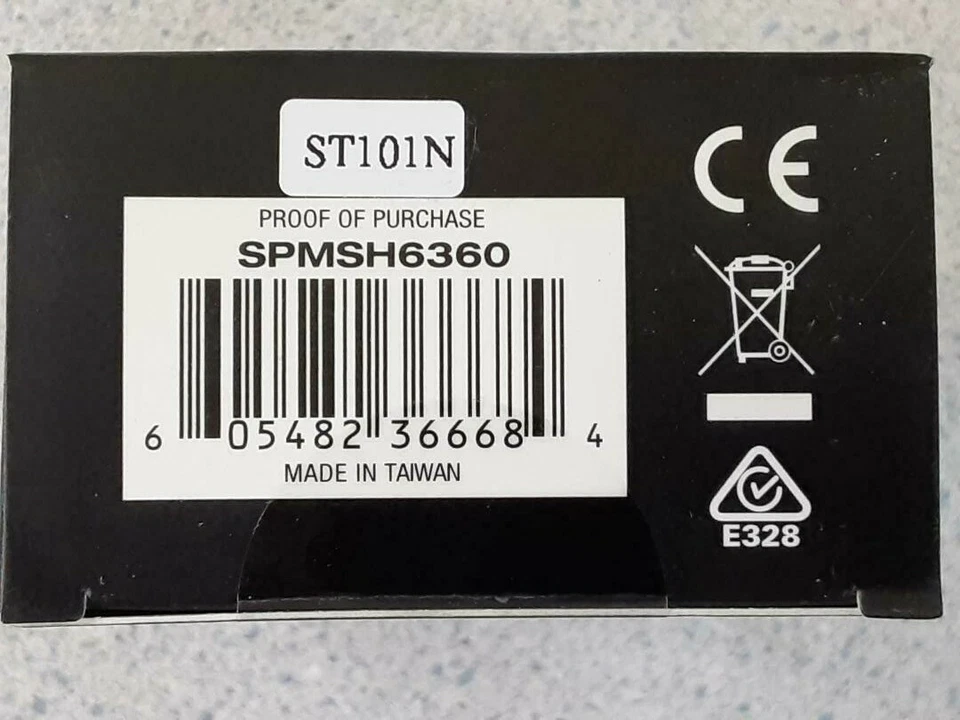 ST101N
PROOF OF PURCHASE
SPMSH6360
6 05482 36668 4
MADE IN TAIWAN
CE
E328